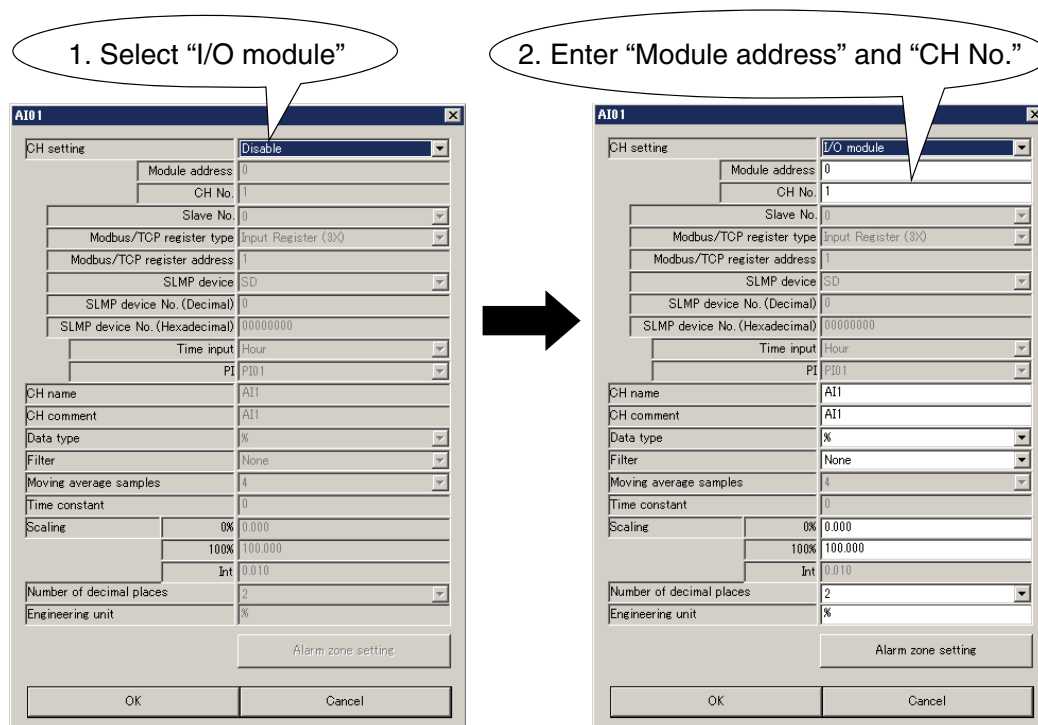 1. Select “I/O module”
2. Enter “Module address” and “CH No.”
AI01
CH setting Disable
Module address 0
CH No. 1
Slave No. 0
Modbus/TCP register type Input Register (3X)
Modbus/TCP register address 1
SLMP device SD
SLMP device No. (Decimal) 0
SLMP device No. (Hexadecimal) 00000000
Time input Hour
PI PI01
CH name AI1
CH comment AI1
Data type %
Filter None
Moving average samples 4
Time constant 0
Scaling 0% 0.000
100% 100.000
Int 0.010
Number of decimal places 2
Engineering unit %
Alarm zone setting
OK Cancel
AI01
CH setting I/O module
Module address 0
CH No. 1
Slave No. 0
Modbus/TCP register type Input Register (3X)
Modbus/TCP register address 1
SLMP device SD
SLMP device No. (Decimal) 0
SLMP device No. (Hexadecimal) 00000000
Time input Hour
PI PI01
CH name AI1
CH comment AI1
Data type %
Filter None
Moving average samples 4
Time constant 0
Scaling 0% 0.000
100% 100.000
Int 0.010
Number of decimal places 2
Engineering unit %
Alarm zone setting
OK Cancel